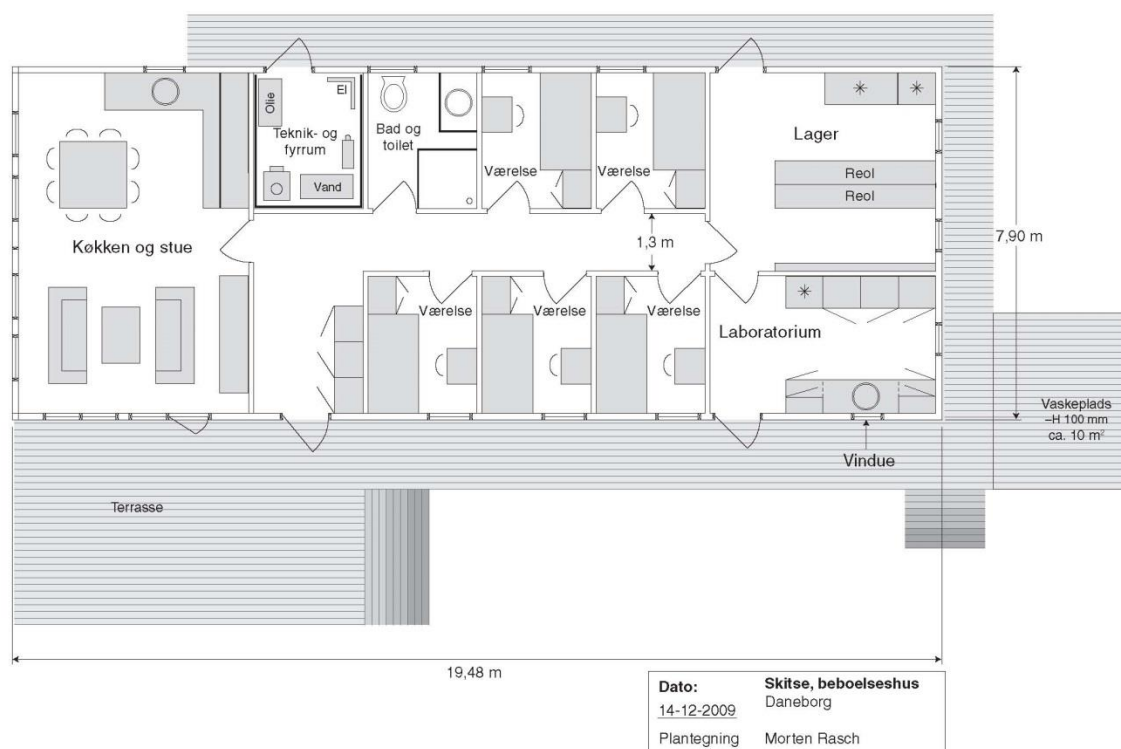 El
Olie
Teknik- og
fyrrum
Vand
Bad og
toilet
Værelse
Værelse
Lager
Reol
Reol
Køkken og stue
1,3 m
7,90 m
Værelse
Værelse
Værelse
Laboratorium
Vaskeplads
–H 100 mm
ca. 10 m²
Vindue
Terrasse
19,48 m
Dato:
14-12-2009
Plantegning
Skitse, beboelseshus
Daneborg
Morten Rasch